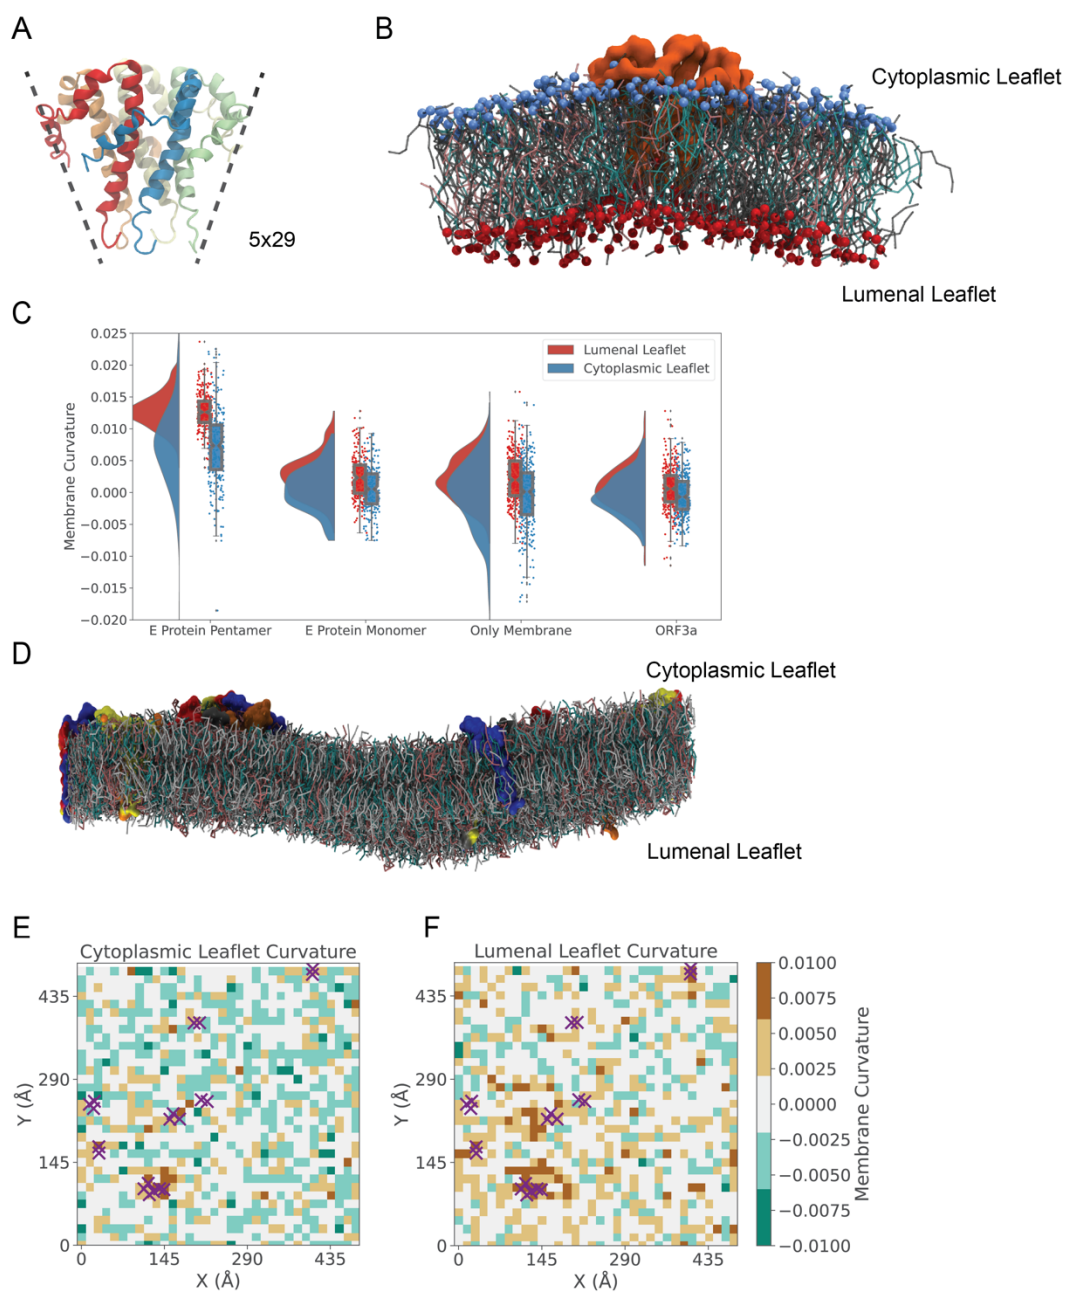 A
5x29
B
Cytoplasmic Leaflet
Lumenal Leaflet
C
Membrane Curvature
0.025
0.020
0.015
0.010
0.005
0.000
−0.005
−0.010
−0.015
−0.020
Lumenal Leaflet
Cytoplasmic Leaflet
E Protein Pentamer
E Protein Monomer
Only Membrane
ORF3a
D
Cytoplasmic Leaflet
Lumenal Leaflet
E
Cytoplasmic Leaflet Curvature
Y (Å)
435
290
145
0
0 145 290 435
X (Å)
F
Lumenal Leaflet Curvature
Y (Å)
435
290
145
0
0 145 290 435
X (Å)
0.0100
0.0075
0.0050
0.0025
0.0000
−0.0025
−0.0050
−0.0075
−0.0100
Membrane Curvature